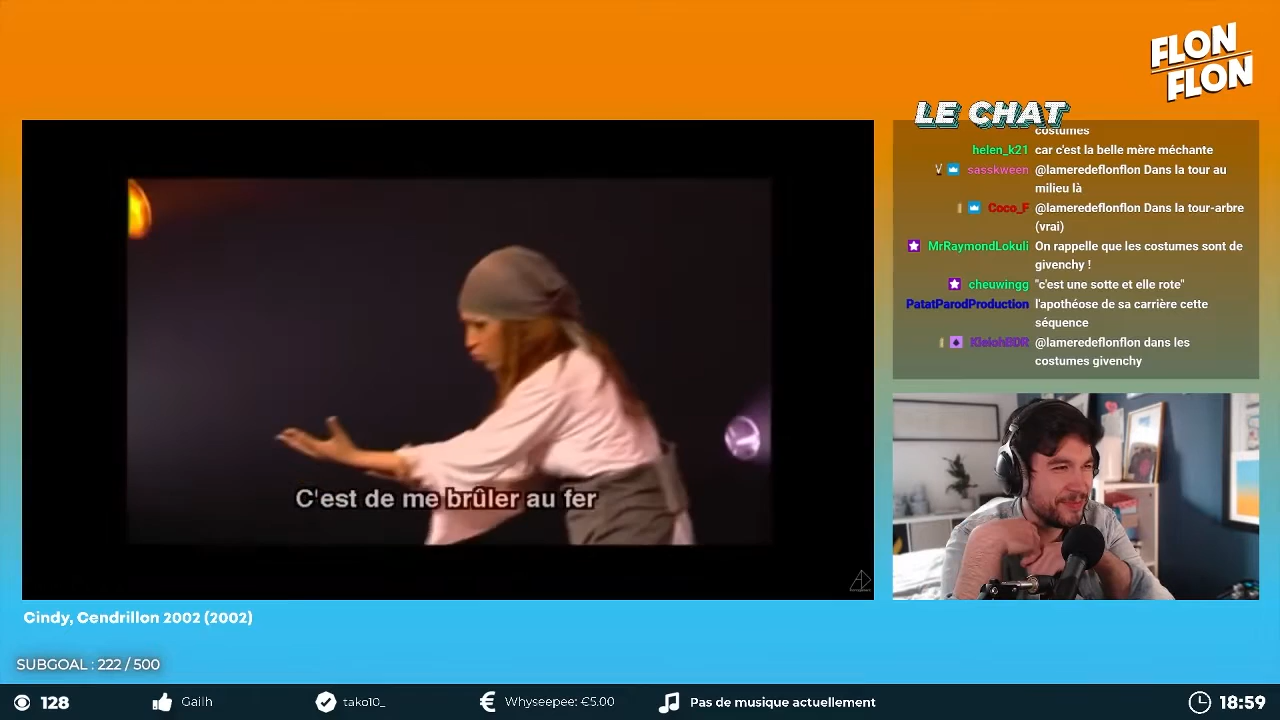 FLON
FLON
LE CHAT
costumes
helen_k21 car c'est la belle mère méchante
sasskween @lameredeflonflon Dans la tour au
milieu là
Coco_F @lameredeflonflon Dans la tour-arbre
(vrai)
MrRaymondLokuli On rappelle que les costumes sont de
givenchy !
cheuwingg "c'est une sotte et elle rote"
PatatParodProduction l'apothéose de sa carrière cette
séquence
KielohBDR @lameredeflonflon dans les
costumes givenchy
C'est de me brûler au fer
Cindy, Cendrillon 2002 (2002)
SUBGOAL : 222 / 500
128 Gailh tako10_ € Whyseepee: €5.00 Pas de musique actuellement 18:59